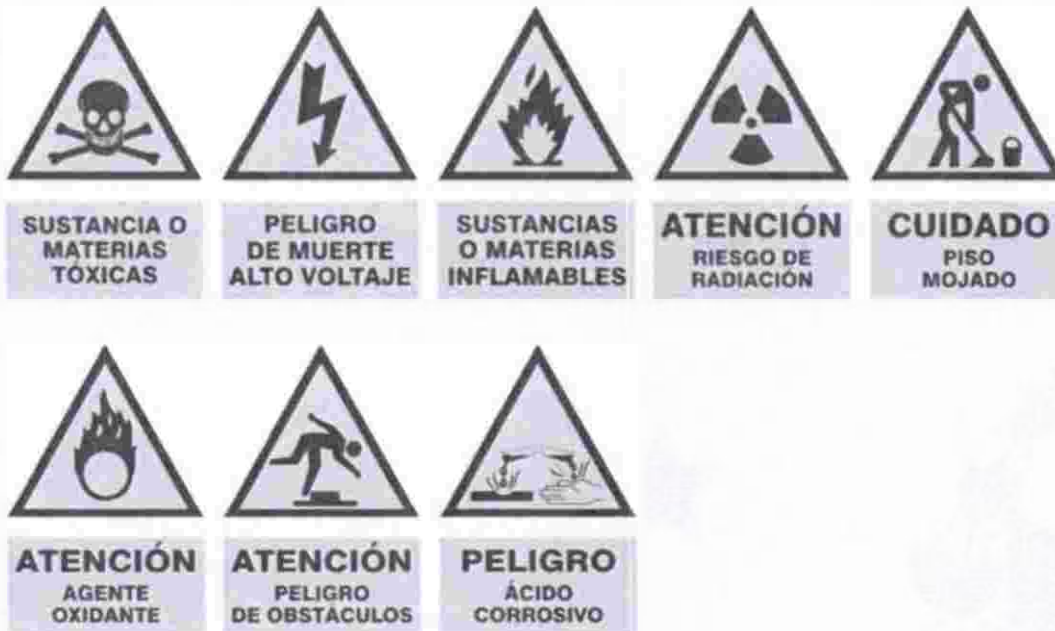 SUSTANCIA O
MATERIAS
TÓXICAS
PELIGRO
DE MUERTE
ALTO VOLTAJE
SUSTANCIAS
O MATERIAS
INFLAMABLES
ATENCIÓN
RIESGO DE
RADIACIÓN
CUIDADO
PISO
MOJADO
ATENCIÓN
AGENTE
OXIDANTE
ATENCIÓN
PELIGRO
DE OBSTÁCULOS
PELIGRO
ÁCIDO
CORROSIVO